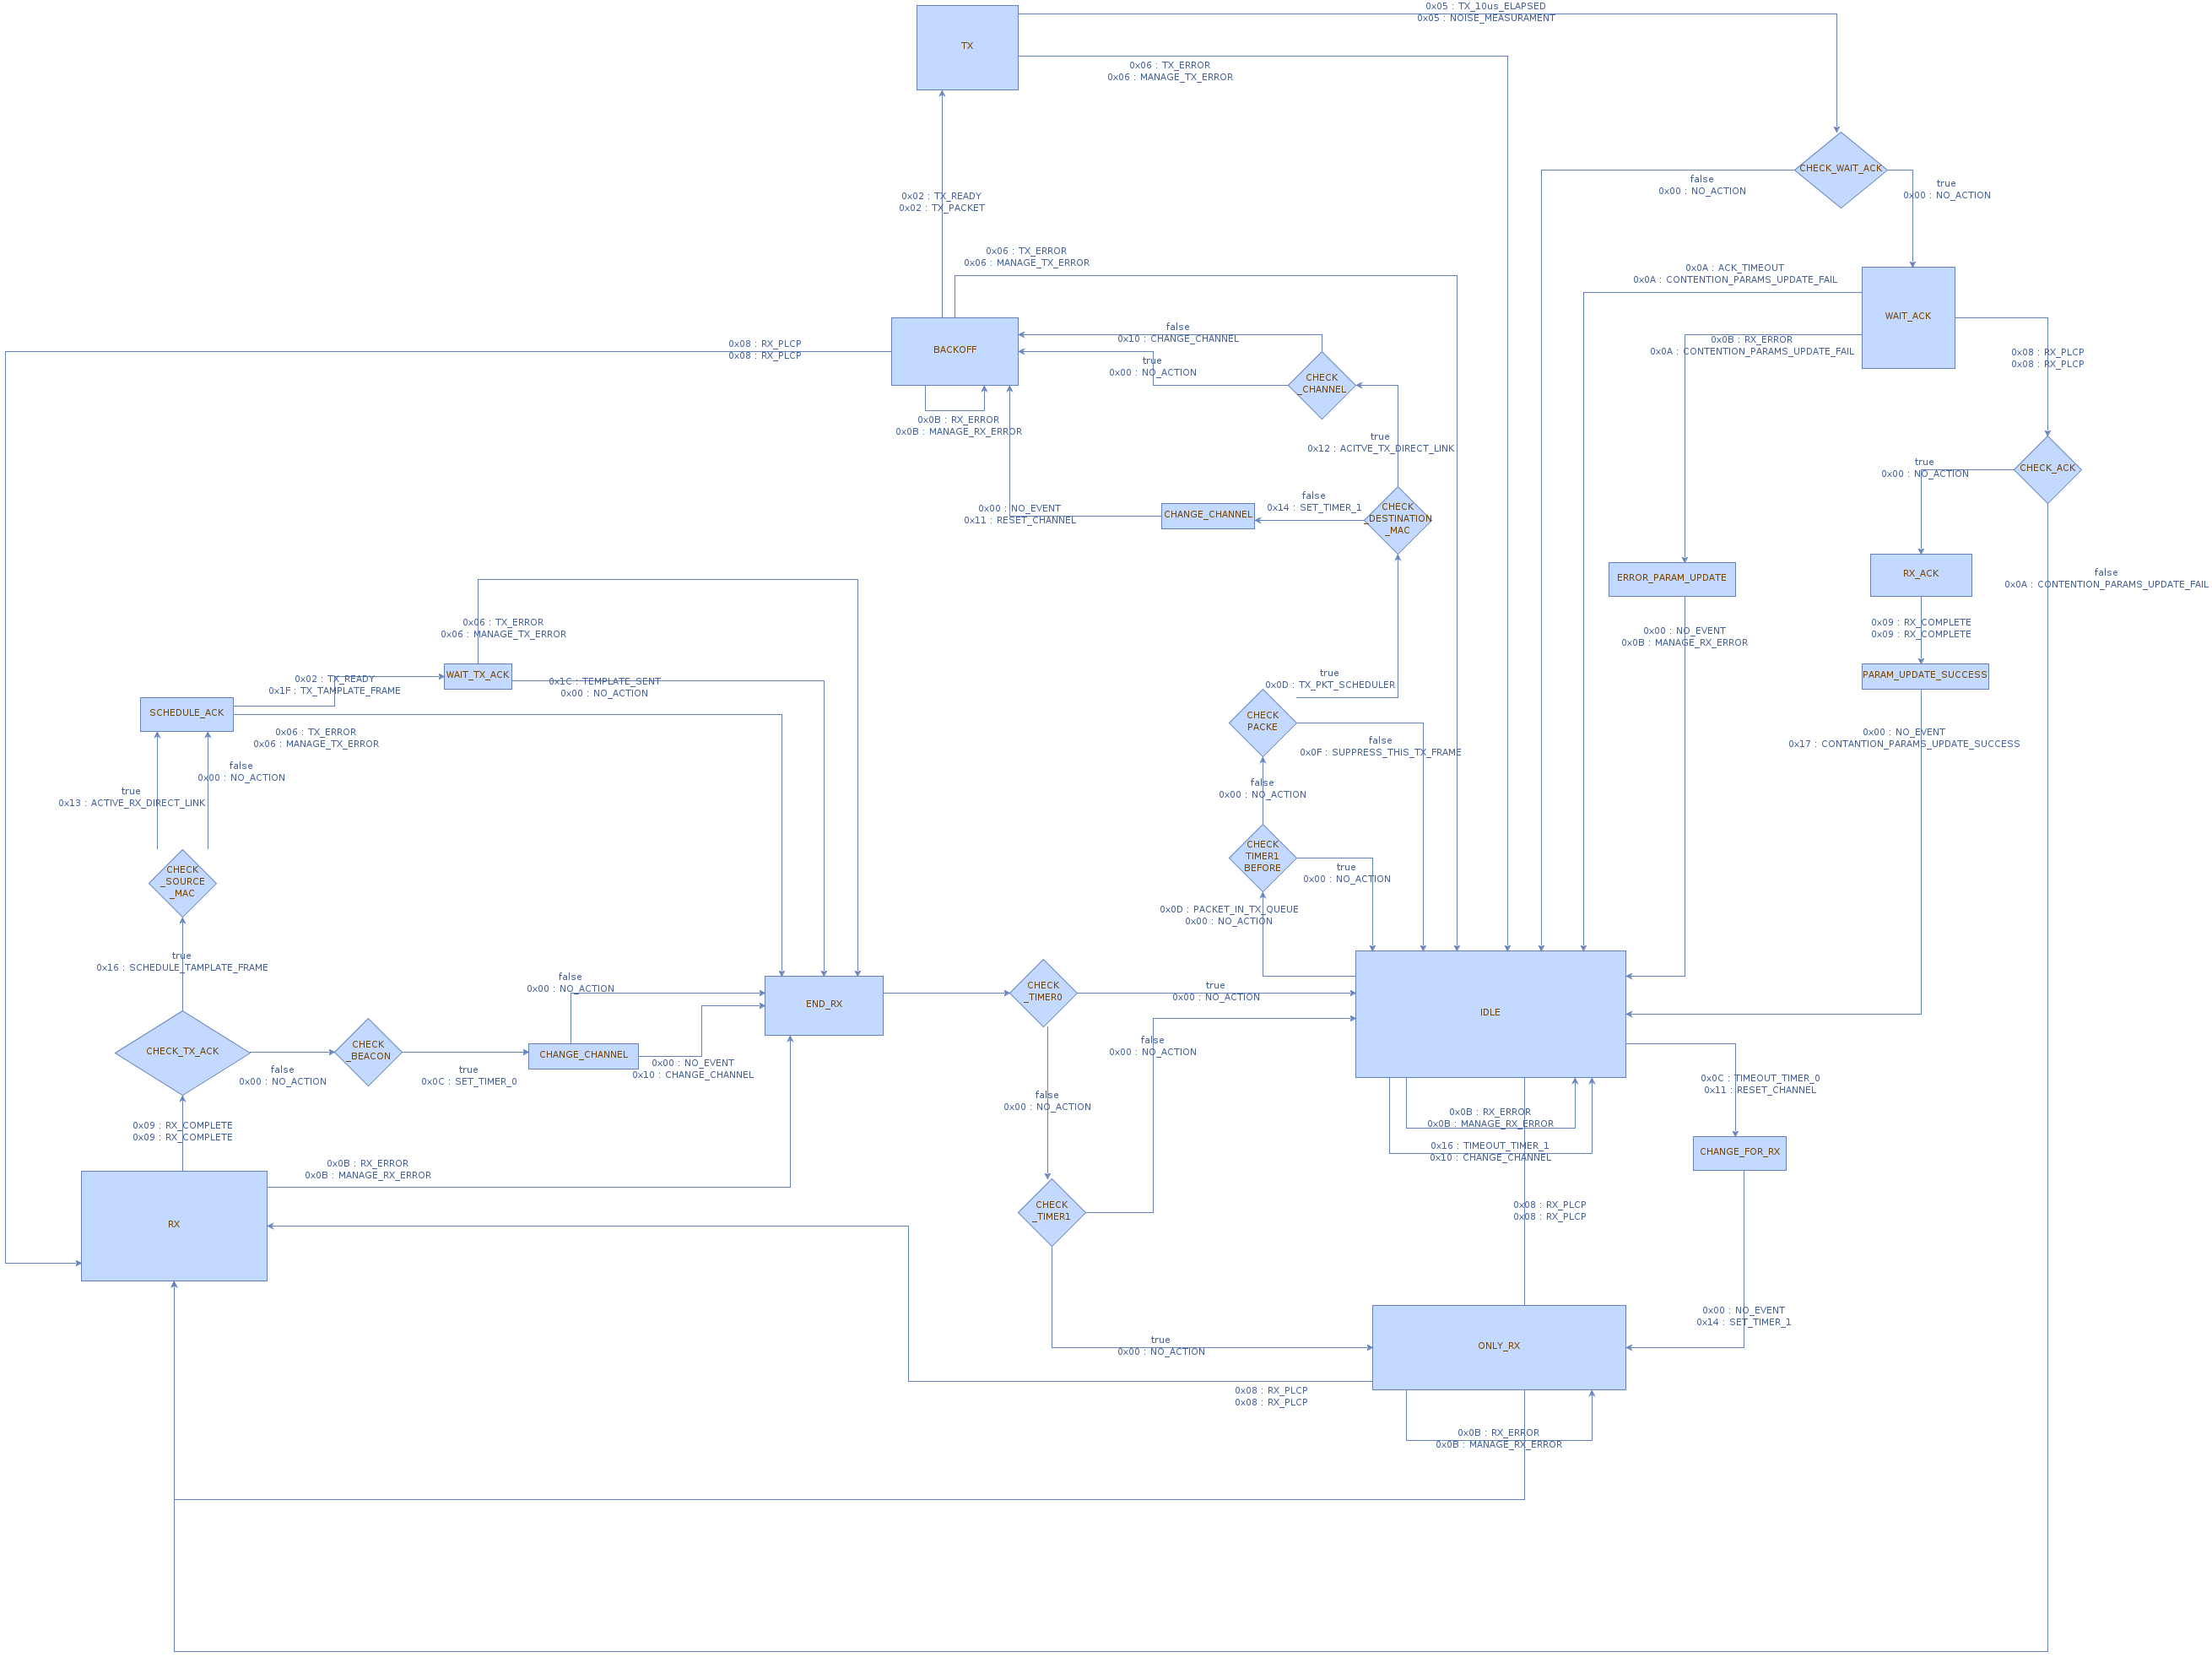 0x05 : TX_10us_ELAPSED
0x05 : NOISE_MEASURAMENT
TX
0x06 : TX_ERROR
0x06 : MANAGE_TX_ERROR
CHECK_WAIT_ACK
false
0x00 : NO_ACTION
true
0x00 : NO_ACTION
0x02 : TX_READY
0x02 : TX_PACKET
0x06 : TX_ERROR
0x06 : MANAGE_TX_ERROR
0x0A : ACK_TIMEOUT
0x0A : CONTENTION_PARAMS_UPDATE_FAIL
WAIT_ACK
0x08 : RX_PLCP
0x08 : RX_PLCP
BACKOFF
false
0x10 : CHANGE_CHANNEL
true
0x00 : NO_ACTION
0x0B : RX_ERROR
0x0A : CONTENTION_PARAMS_UPDATE_FAIL
0x08 : RX_PLCP
0x08 : RX_PLCP
CHECK
_CHANNEL
0x0B : RX_ERROR
0x0B : MANAGE_RX_ERROR
true
0x12 : ACITVE_TX_DIRECT_LINK
true
0x00 : NO_ACTION
CHECK_ACK
0x00 : NO_EVENT
0x11 : RESET_CHANNEL
CHANGE_CHANNEL
false
0x14 : SET_TIMER_1
CHECK
_DESTINATION
_MAC
ERROR_PARAM_UPDATE
RX_ACK
false
0x0A : CONTENTION_PARAMS_UPDATE_FAIL
0x06 : TX_ERROR
0x06 : MANAGE_TX_ERROR
0x00 : NO_EVENT
0x0B : MANAGE_RX_ERROR
0x09 : RX_COMPLETE
0x09 : RX_COMPLETE
0x02 : TX_READY
0x1F : TX_TAMPLATE_FRAME
WAIT_TX_ACK
0x1C : TEMPLATE_SENT
0x00 : NO_ACTION
true
0x0D : TX_PKT_SCHEDULER
PARAM_UPDATE_SUCCESS
SCHEDULE_ACK
0x06 : TX_ERROR
0x06 : MANAGE_TX_ERROR
CHECK
PACKE
false
0x0F : SUPPRESS_THIS_TX_FRAME
0x00 : NO_EVENT
0x17 : CONTANTION_PARAMS_UPDATE_SUCCESS
false
0x00 : NO_ACTION
true
0x13 : ACTIVE_RX_DIRECT_LINK
false
0x00 : NO_ACTION
CHECK
_SOURCE
_MAC
CHECK
TIMER1
BEFORE
true
0x00 : NO_ACTION
0x0D : PACKET_IN_TX_QUEUE
0x00 : NO_ACTION
true
0x16 : SCHEDULE_TAMPLATE_FRAME
false
0x00 : NO_ACTION
END_RX
CHECK
_TIMER0
true
0x00 : NO_ACTION
IDLE
CHECK_TX_ACK
false
0x00 : NO_ACTION
CHECK
_BEACON
true
0x0C : SET_TIMER_0
CHANGE_CHANNEL
0x00 : NO_EVENT
0x10 : CHANGE_CHANNEL
false
0x00 : NO_ACTION
false
0x00 : NO_ACTION
0x0C : TIMEOUT_TIMER_0
0x11 : RESET_CHANNEL
0x0B : RX_ERROR
0x0B : MANAGE_RX_ERROR
0x16 : TIMEOUT_TIMER_1
0x10 : CHANGE_CHANNEL
CHANGE_FOR_RX
0x09 : RX_COMPLETE
0x09 : RX_COMPLETE
0x0B : RX_ERROR
0x0B : MANAGE_RX_ERROR
RX
CHECK
_TIMER1
0x08 : RX_PLCP
0x08 : RX_PLCP
0x00 : NO_EVENT
0x14 : SET_TIMER_1
true
0x00 : NO_ACTION
ONLY_RX
0x08 : RX_PLCP
0x08 : RX_PLCP
0x0B : RX_ERROR
0x0B : MANAGE_RX_ERROR